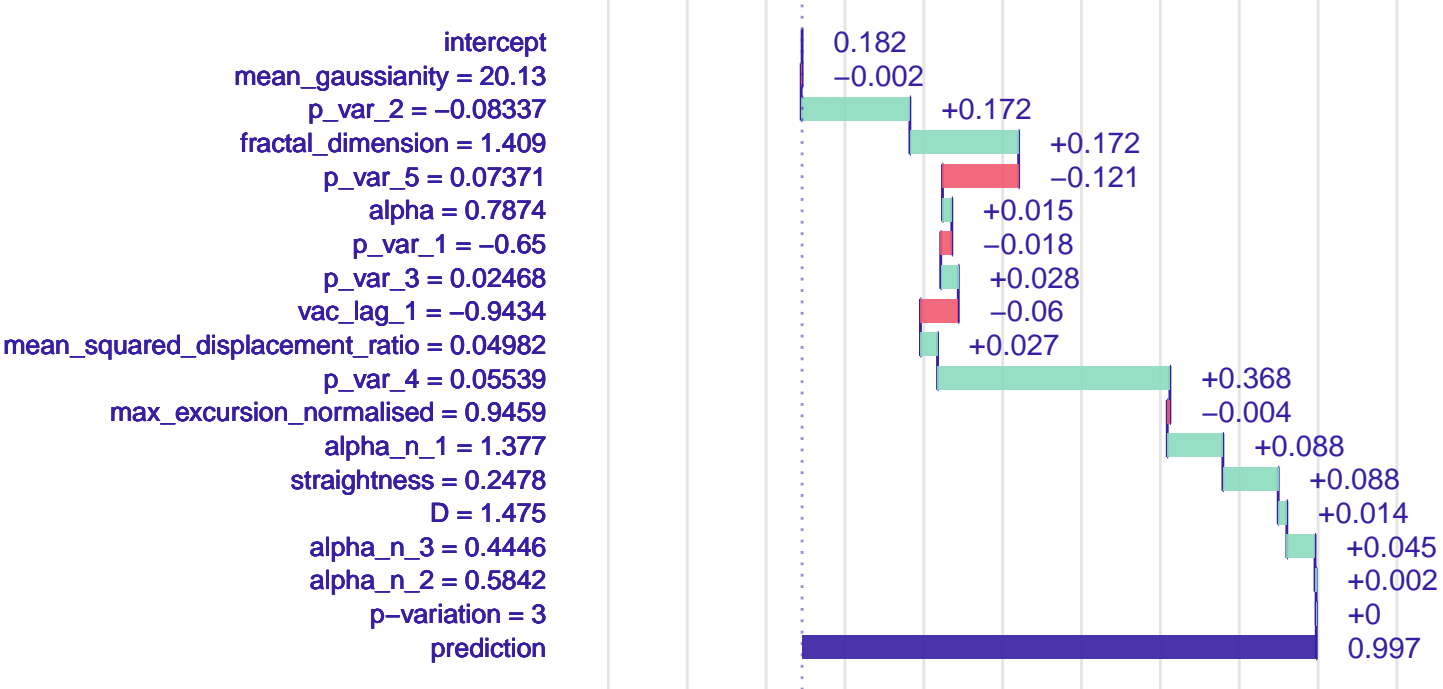 intercept 0.182
mean_gaussianity = 20.13 −0.002
p_var_2 = −0.08337 +0.172
fractal_dimension = 1.409 +0.172
p_var_5 = 0.07371 −0.121
alpha = 0.7874 +0.015
p_var_1 = −0.65 −0.018
p_var_3 = 0.02468 +0.028
vac_lag_1 = −0.9434 −0.06
mean_squared_displacement_ratio = 0.04982 +0.027
p_var_4 = 0.05539 +0.368
max_excursion_normalised = 0.9459 −0.004
alpha_n_1 = 1.377 +0.088
straightness = 0.2478 +0.088
D = 1.475 +0.014
alpha_n_3 = 0.4446 +0.045
alpha_n_2 = 0.5842 +0.002
p−variation = 3 +0
prediction 0.997